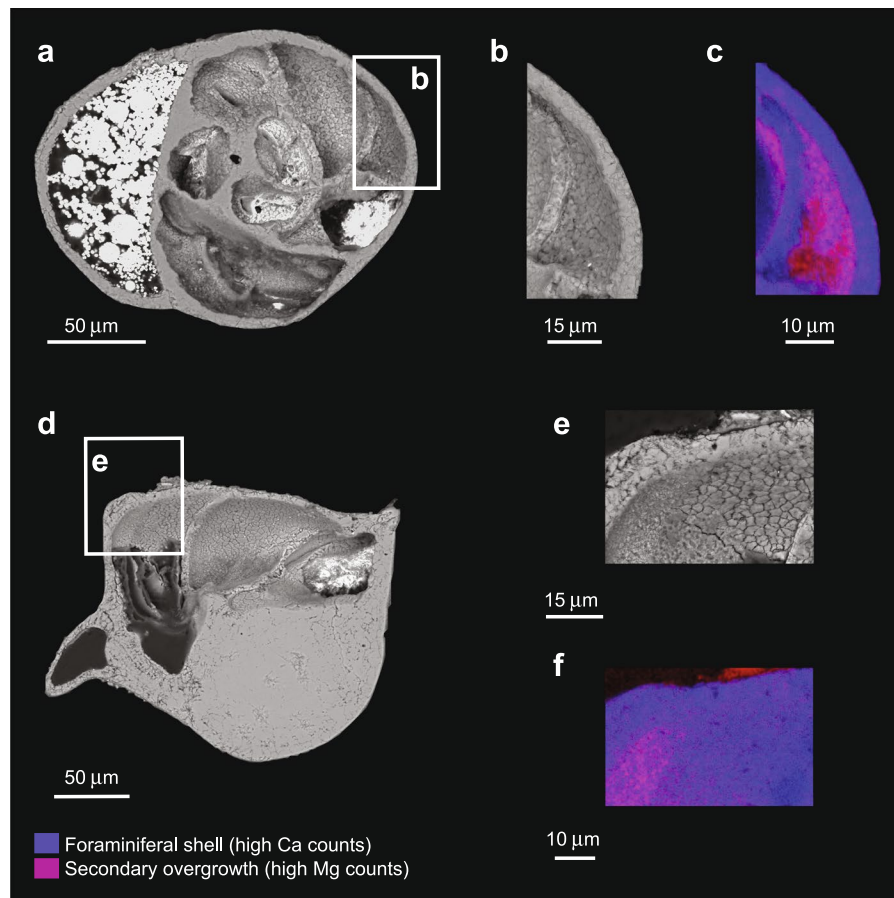 a
b
50 μm
b
15 μm
c
10 μm
d
e
50 μm
e
15 μm
f
10 μm
Foraminiferal shell (high Ca counts)
Secondary overgrowth (high Mg counts)